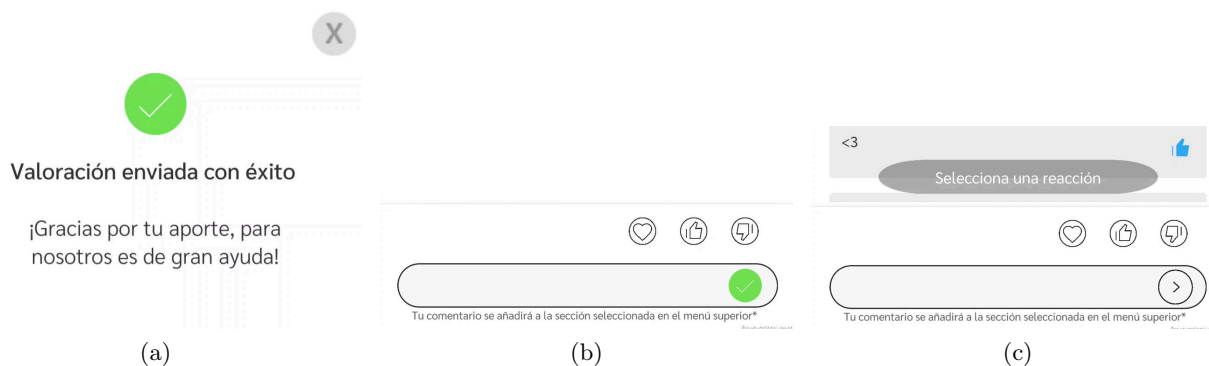 X
Valoración enviada con éxito
¡Gracias por tu aporte, para
nosotros es de gran ayuda!
(a)
Tu comentario se añadirá a la sección seleccionada en el menú superior*
(b)
<3
Selecciona una reacción
Tu comentario se añadirá a la sección seleccionada en el menú superior*
(c)